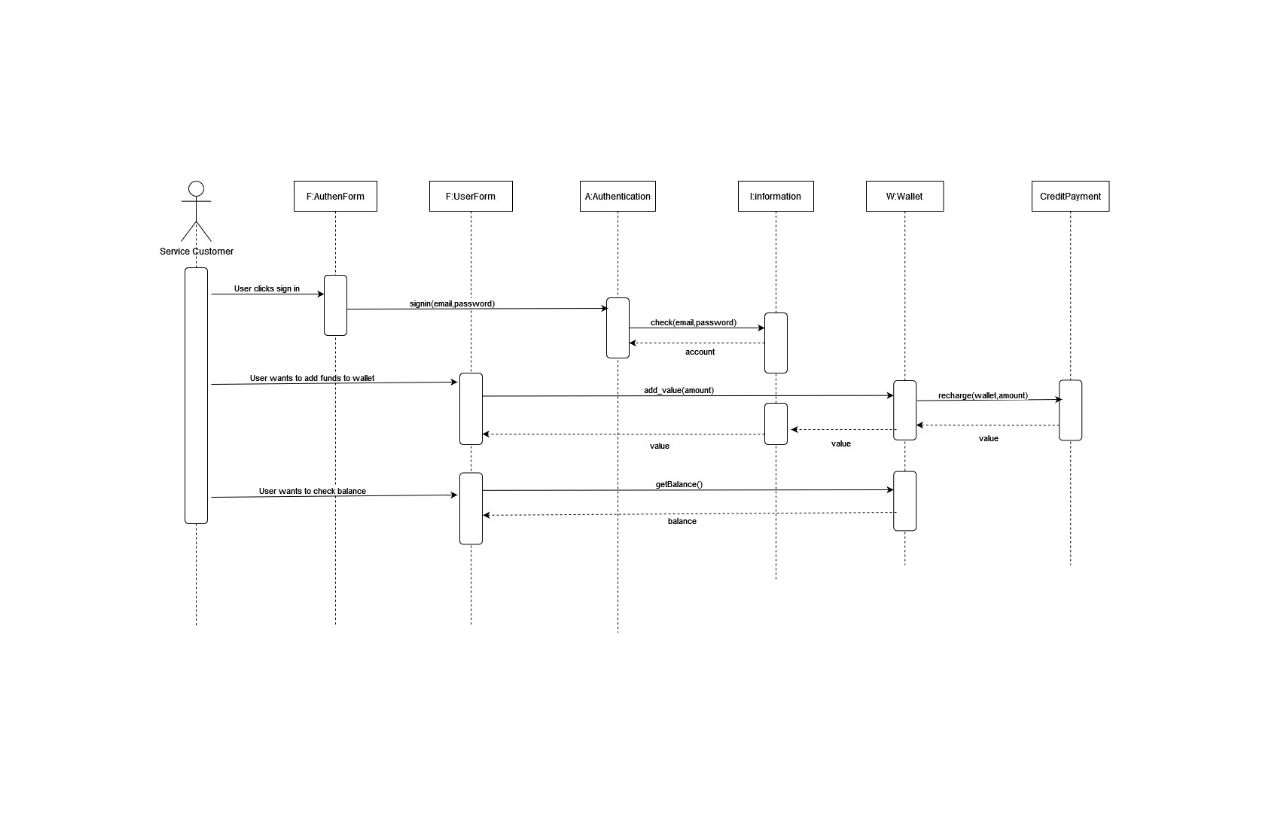 F:AuthenForm
F:UserForm
A:Authentication
I:information
W:Wallet
CreditPayment
Service Customer
User clicks sign in
signin(email,password)
check(email,password)
account
User wants to add funds to wallet
add_value(amount)
recharge(wallet,amount)
value
value
value
User wants to check balance
getBalance()
balance